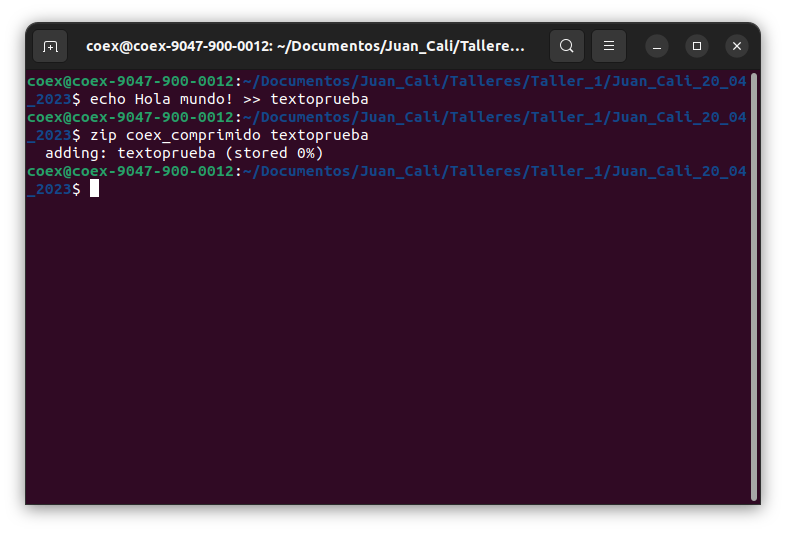 coex@coex-9047-900-0012: ~/Documentos/Juan_Cali/Tallere...
coex@coex-9047-900-0012:~/Documentos/Juan_Cali/Talleres/Taller_1/Juan_Cali_20_04
_2023$ echo Hola mundo! >> textoprueba
coex@coex-9047-900-0012:~/Documentos/Juan_Cali/Talleres/Taller_1/Juan_Cali_20_04
_2023$ zip coex_comprimido textoprueba
  adding: textoprueba (stored 0%)
coex@coex-9047-900-0012:~/Documentos/Juan_Cali/Talleres/Taller_1/Juan_Cali_20_04
_2023$